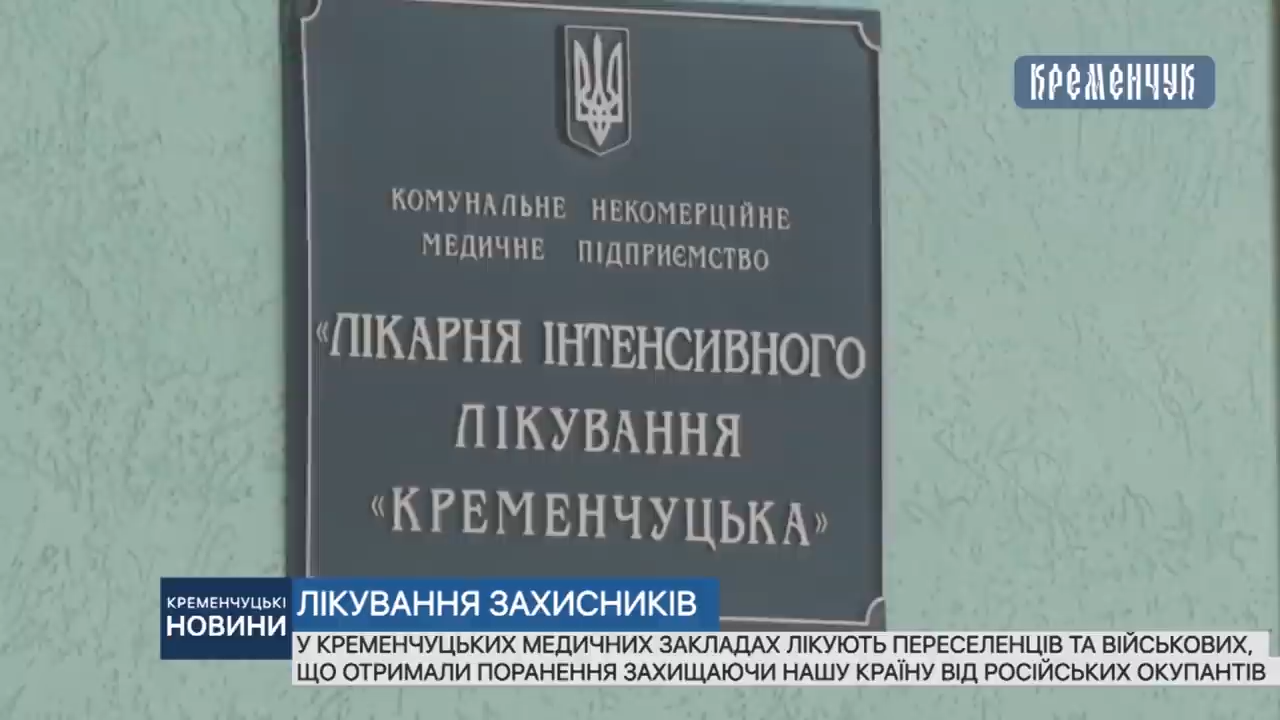 КРЕМЕНЧУК
КОМУНАЛЬНЕ НЕКОМЕРЦІЙНЕ
МЕДИЧНЕ ПІДПРИЄМСТВО
«ЛІКАРНЯ ІНТЕНСИВНОГО
ЛІКУВАННЯ
«КРЕМЕНЧУЦЬКА»
КРЕМЕНЧУЦЬКІ
НОВИНИ
ЛІКУВАННЯ ЗАХИСНИКІВ
У КРЕМЕНЧУЦЬКИХ МЕДИЧНИХ ЗАКЛАДАХ ЛІКУЮТЬ ПЕРЕСЕЛЕНЦІВ ТА ВІЙСЬКОВИХ,
ЩО ОТРИМАЛИ ПОРАНЕННЯ ЗАХИЩАЮЧИ НАШУ КРАЇНУ ВІД РОСІЙСЬКИХ ОКУПАНТІВ